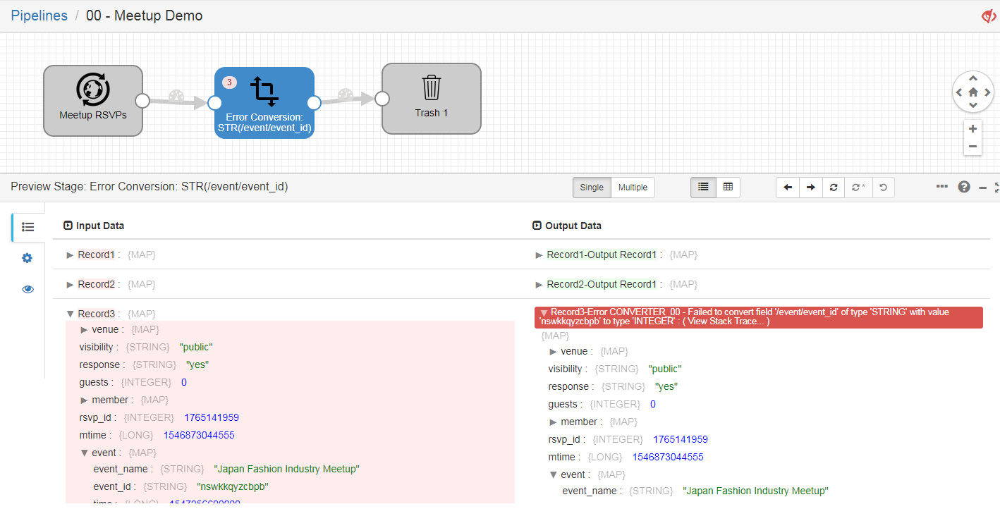 Pipelines / 00 - Meetup Demo
Meetup RSVPs
3
Error Conversion:
STR(/event/event_id)
Trash 1
Preview Stage: Error Conversion: STR(/event/event_id)
Single Multiple
Input Data
Output Data
Record1 : {MAP}
Record1-Output Record1 : {MAP}
Record2 : {MAP}
Record2-Output Record1 : {MAP}
Record3 : {MAP}
venue : {MAP}
visibility : {STRING} "public"
response : {STRING} "yes"
guests : {INTEGER} 0
member : {MAP}
rsvp_id : {INTEGER} 1765141959
mtime : {LONG} 1546873044555
event : {MAP}
event_name : {STRING} "Japan Fashion Industry Meetup"
event_id : {STRING} "nswkkqyzcbpb"
time : {LONG}
Record3-Error CONVERTER_00 - Failed to convert field '/event/event_id' of type 'STRING' with value
'nswkkqyzcbpb' to type 'INTEGER' : ( View Stack Trace... )
{MAP}
venue : {MAP}
visibility : {STRING} "public"
response : {STRING} "yes"
guests : {INTEGER} 0
member : {MAP}
rsvp_id : {INTEGER} 1765141959
mtime : {LONG} 1546873044555
event : {MAP}
event_name : {STRING} "Japan Fashion Industry Meetup"